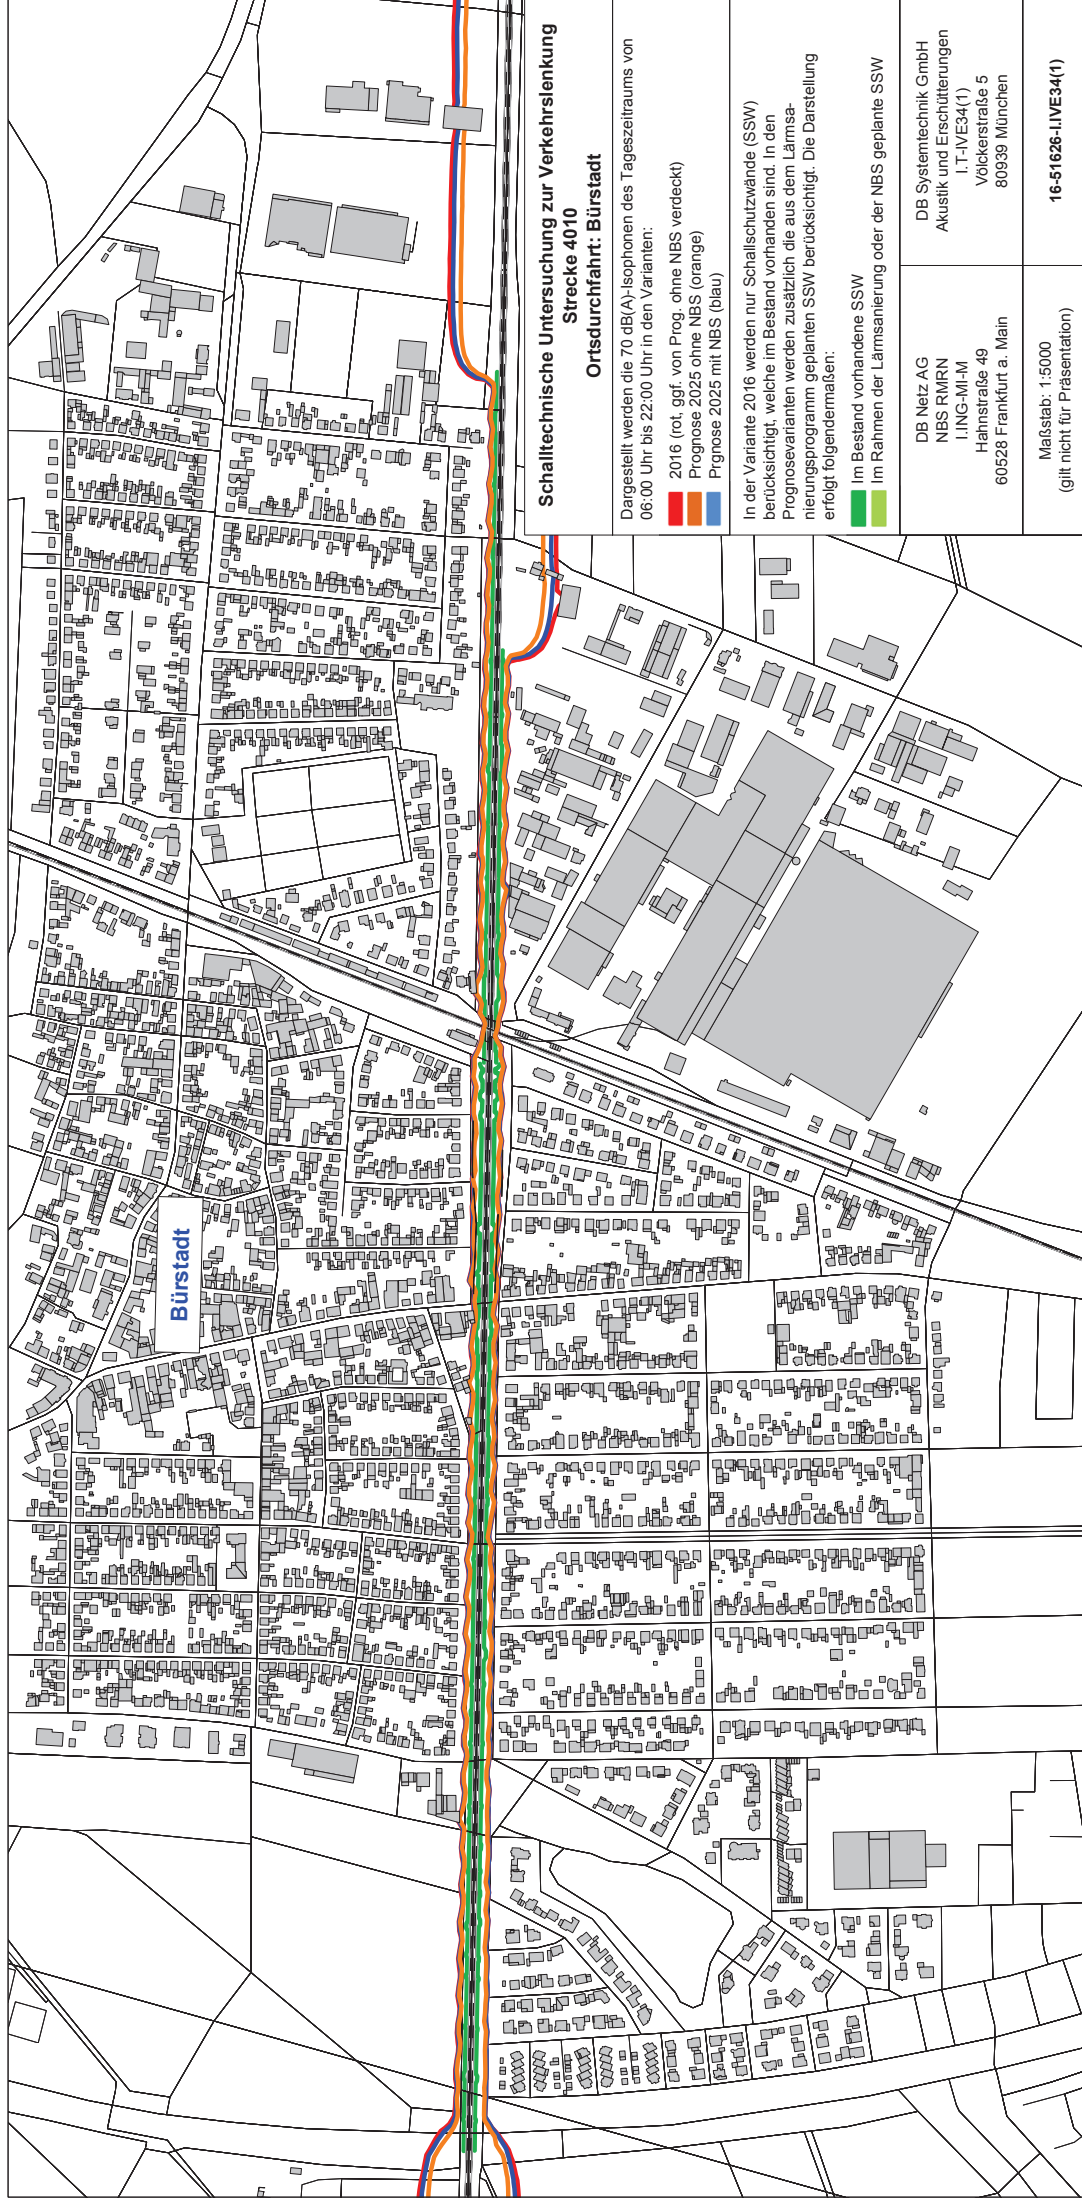 Bürstadt
Schalltechnische Untersuchung zur Verkehrslenkung
Strecke 4010
Ortsdurchfahrt: Bürstadt
Dargestellt werden die 70 dB(A)-Isophonen des Tageszeitraums von
06:00 Uhr bis 22:00 Uhr in den Varianten:
2016 (rot, ggf. von Prog. ohne NBS verdeckt)
Prognose 2025 ohne NBS (orange)
Prgnose 2025 mit NBS (blau)
In der Variante 2016 werden nur Schallschutzwände (SSW)
berücksichtigt, welche im Bestand vorhanden sind. In den
Prognosevarianten werden zusätzlich die aus dem Lärmsa-
nierungsprogramm geplanten SSW berücksichtigt. Die Darstellung
erfolgt folgendermaßen:
Im Bestand vorhandene SSW
Im Rahmen der Lärmsanierung oder der NBS geplante SSW
DB Netz AG
NBS RMRN
I.ING-MI-M
Hahnstraße 49
60528 Frankfurt a. Main
DB Systemtechnik GmbH
Akustik und Erschütterungen
I.T-IVE34(1)
Völckerstraße 5
80939 München
Maßstab: 1:5000
(gilt nicht für Präsentation)
16-51626-I.IVE34(1)